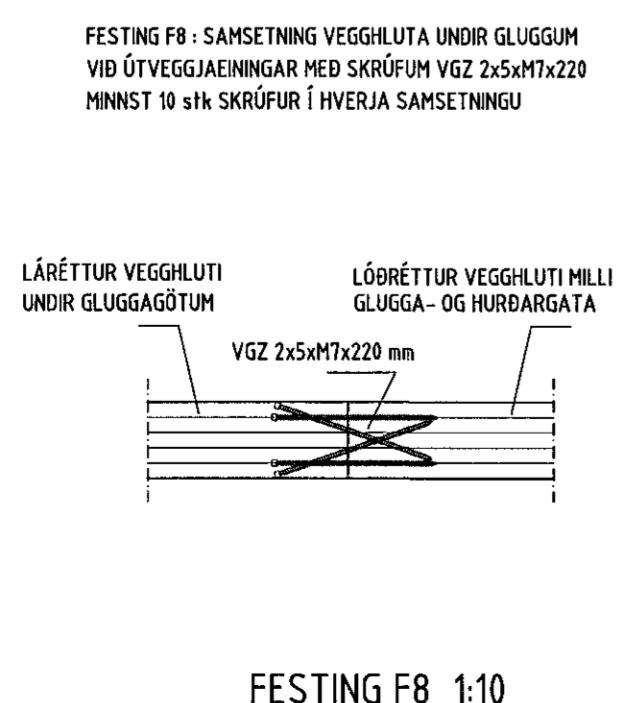 FESTING F8 : SAMSETNING VEGGHLUTA UNDIR GLUGGUM
VIÐ ÚTVEGGJAEININGAR MEÐ SKRÚFUM VGZ 2x5xM7x220
MINNST 10 stk SKRÚFUR Í HVERJA SAMSETNINGU
LÁRÉTTUR VEGGHLUTI
UNDIR GLUGGAGÖTUM
LÓÐRÉTTUR VEGGHLUTI MILLI
GLUGGA- OG HURÐARGATA
VGZ 2x5xM7x220 mm
FESTING F8 1:10